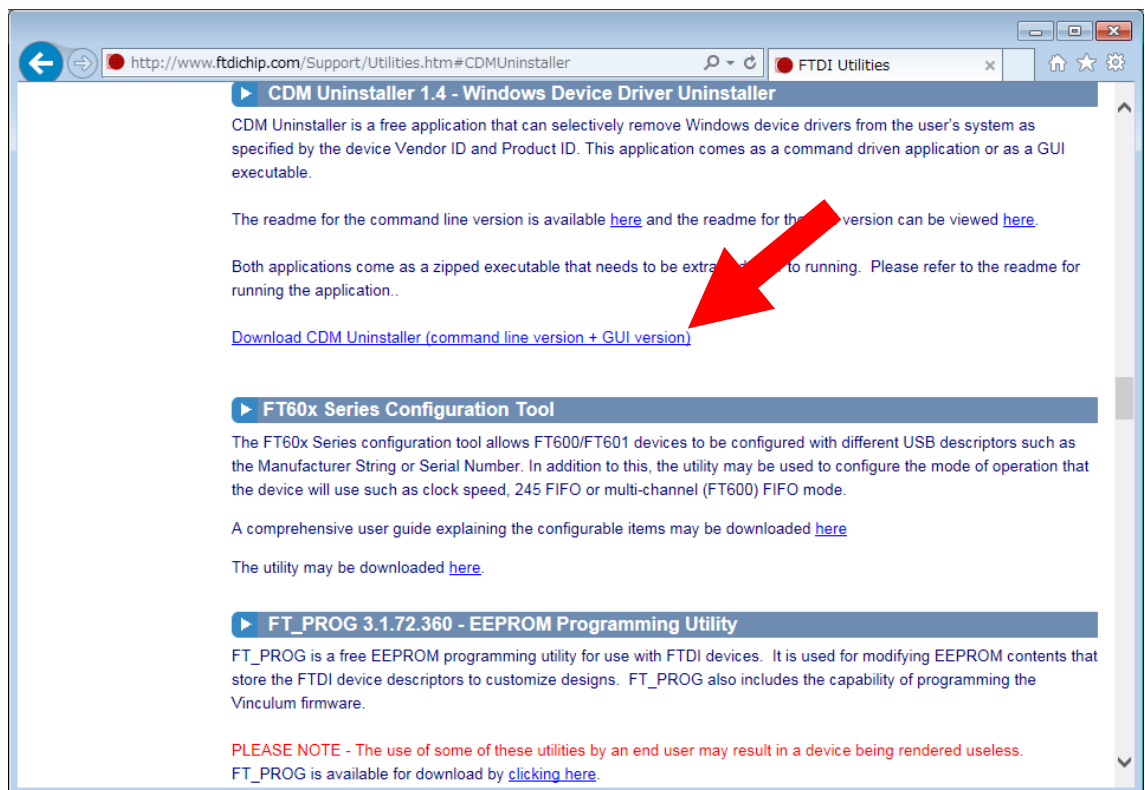 http://www.ftdichip.com/Support/Utilities.htm#CDMUninstaller
FTDI Utilities
CDM Uninstaller 1.4 - Windows Device Driver Uninstaller
CDM Uninstaller is a free application that can selectively remove Windows device drivers from the user's system as
specified by the device Vendor ID and Product ID. This application comes as a command driven application or as a GUI
executable.
The readme for the command line version is available here and the readme for the version can be viewed here.
Both applications come as a zipped executable that needs to be to running. Please refer to the readme for
running the application..
Download CDM Uninstaller (command line version + GUI version)
FT60x Series Configuration Tool
The FT60x Series configuration tool allows FT600/FT601 devices to be configured with different USB descriptors such as
the Manufacturer String or Serial Number. In addition to this, the utility may be used to configure the mode of operation that
the device will use such as clock speed, 245 FIFO or multi-channel (FT600) FIFO mode.
A comprehensive user guide explaining the configurable items may be downloaded here
The utility may be downloaded here.
FT_PROG 3.1.72.360 - EEPROM Programming Utility
FT_PROG is a free EEPROM programming utility for use with FTDI devices. It is used for modifying EEPROM contents that
store the FTDI device descriptors to customize designs. FT_PROG also includes the capability of programming the
Vinculum firmware.
PLEASE NOTE - The use of some of these utilities by an end user may result in a device being rendered useless.
FT_PROG is available for download by clicking here.